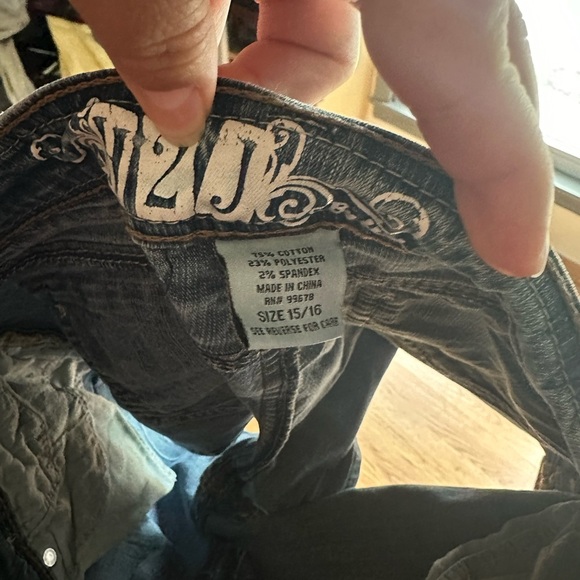 75% COTTON
23% POLYESTER
2% SPANDEX
MADE IN CHINA
RN# 99678
SIZE 15/16
SEE REVERSE FOR CARE